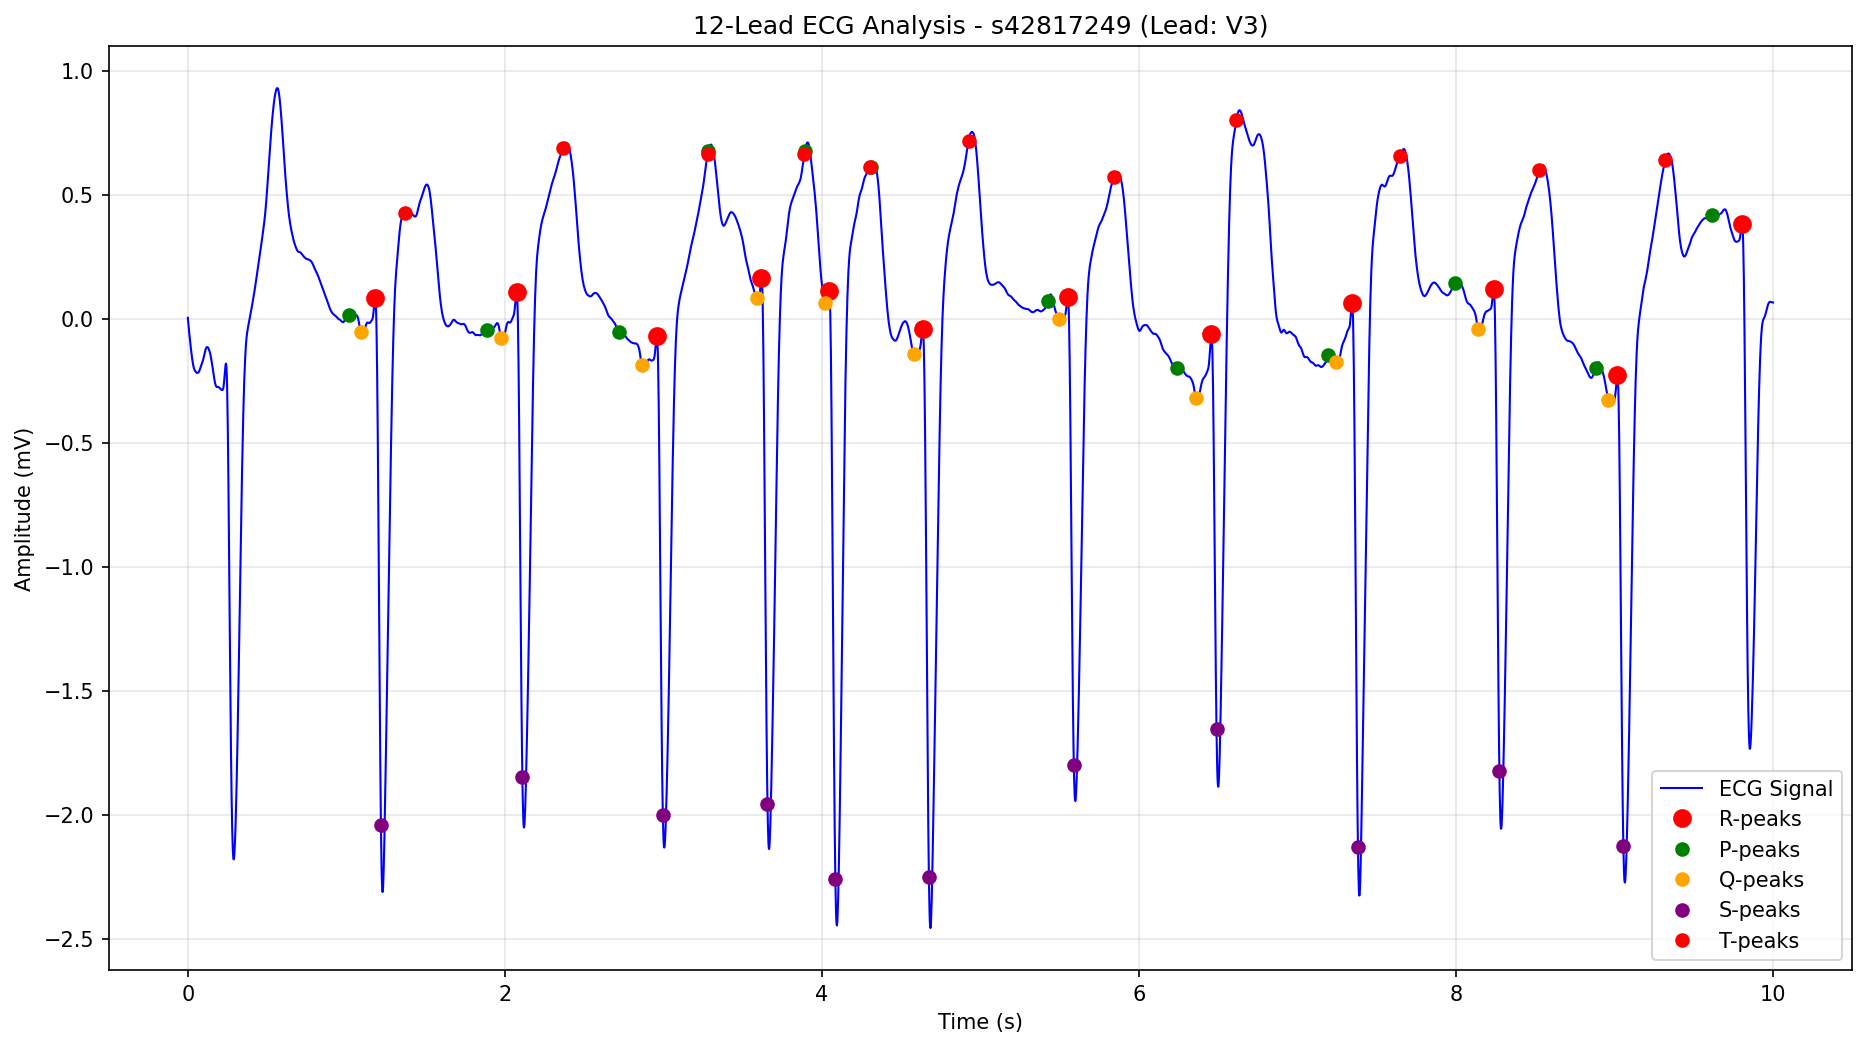 12-Lead ECG Analysis - s42817249 (Lead: V3)
1.0
0.5
0.0
−0.5
−1.0
−1.5
−2.0
−2.5
Amplitude (mV)
0 2 4 6 8 10
Time (s)
ECG Signal
R-peaks
P-peaks
Q-peaks
S-peaks
T-peaks